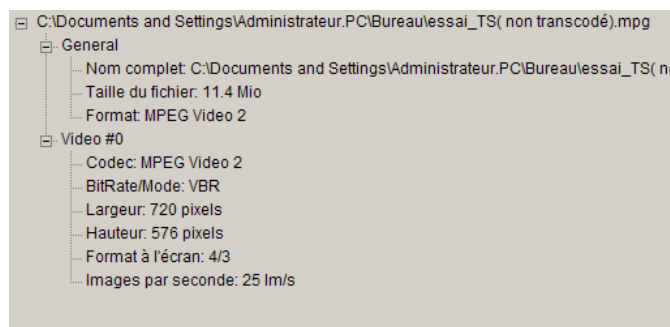 C:\Documents and Settings\Administrateur.PC\Bureau\essai_TS( non transcodé).mpg
General
Nom complet: C:\Documents and Settings\Administrateur.PC\Bureau\essai_TS( n
Taille du fichier: 11.4 Mio
Format: MPEG Video 2
Video #0
Codec: MPEG Video 2
BitRate/Mode: VBR
Largeur: 720 pixels
Hauteur: 576 pixels
Format à l'écran: 4/3
Images par seconde: 25 Im/s